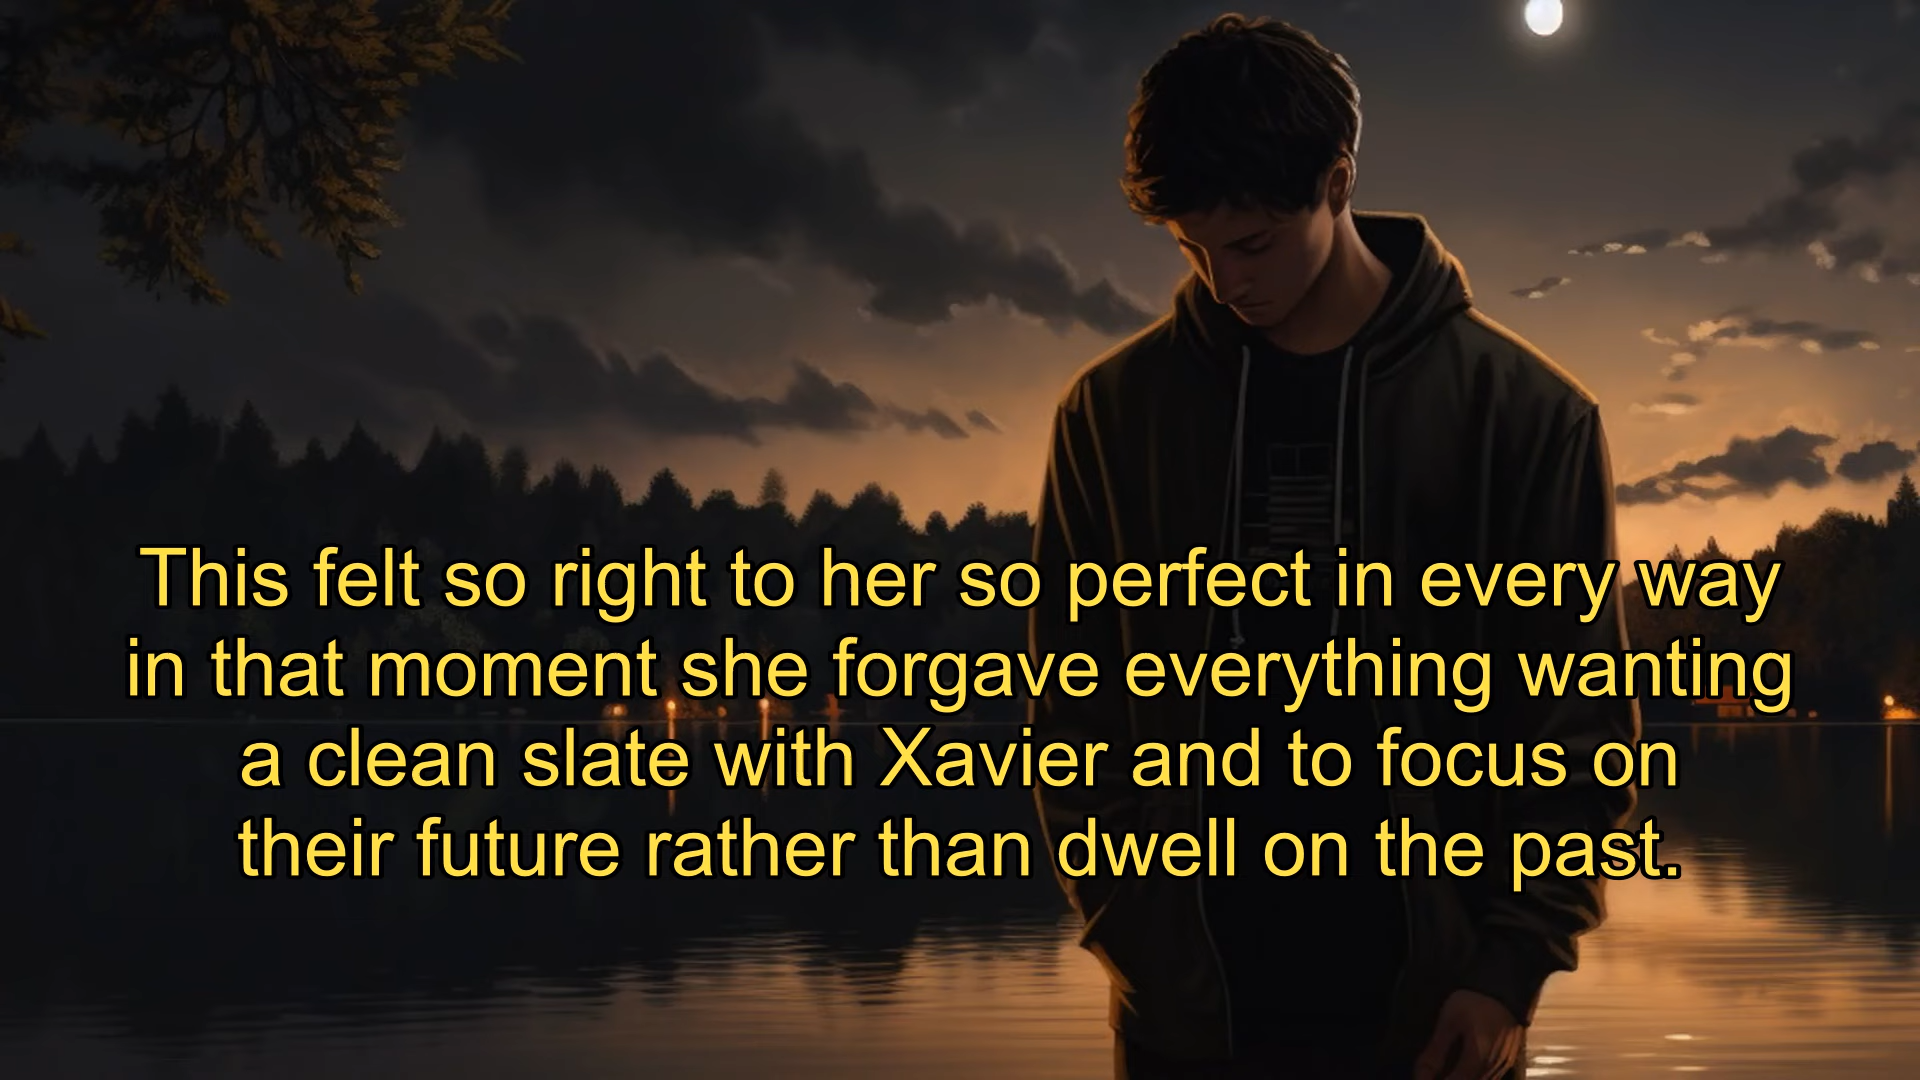 This felt so right to her so perfect in every way
in that moment she forgave everything wanting
a clean slate with Xavier and to focus on
their future rather than dwell on the past.